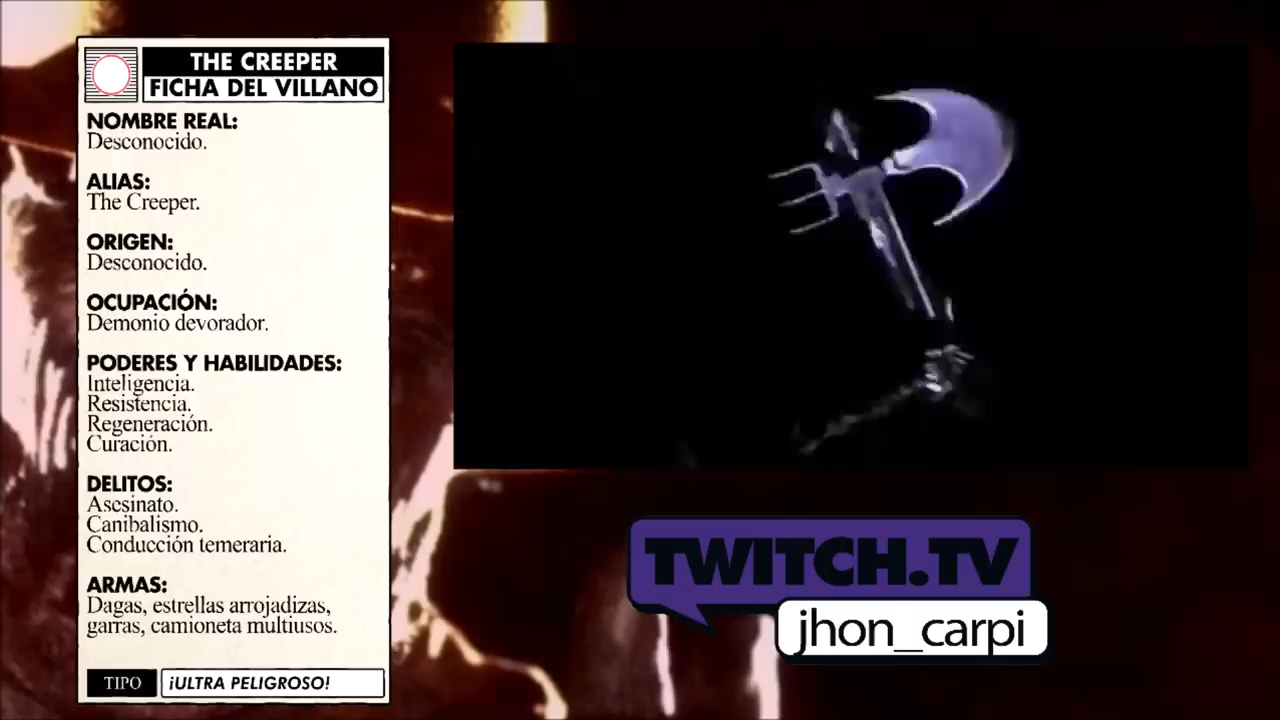 THE CREEPER
FICHA DEL VILLANO
NOMBRE REAL:
Desconocido.
ALIAS:
The Creeper.
ORIGEN:
Desconocido.
OCUPACIÓN:
Demonio devorador.
PODERES Y HABILIDADES:
Inteligencia.
Resistencia.
Regeneración.
Curación.
DELITOS:
Asesinato.
Canibalismo.
Conducción temeraria.
ARMAS:
Dagas, estrellas arrojadizas,
garras, camioneta multiusos.
TIPO
¡ULTRA PELIGROSO!
TWITCH.TV
jhon_carpi